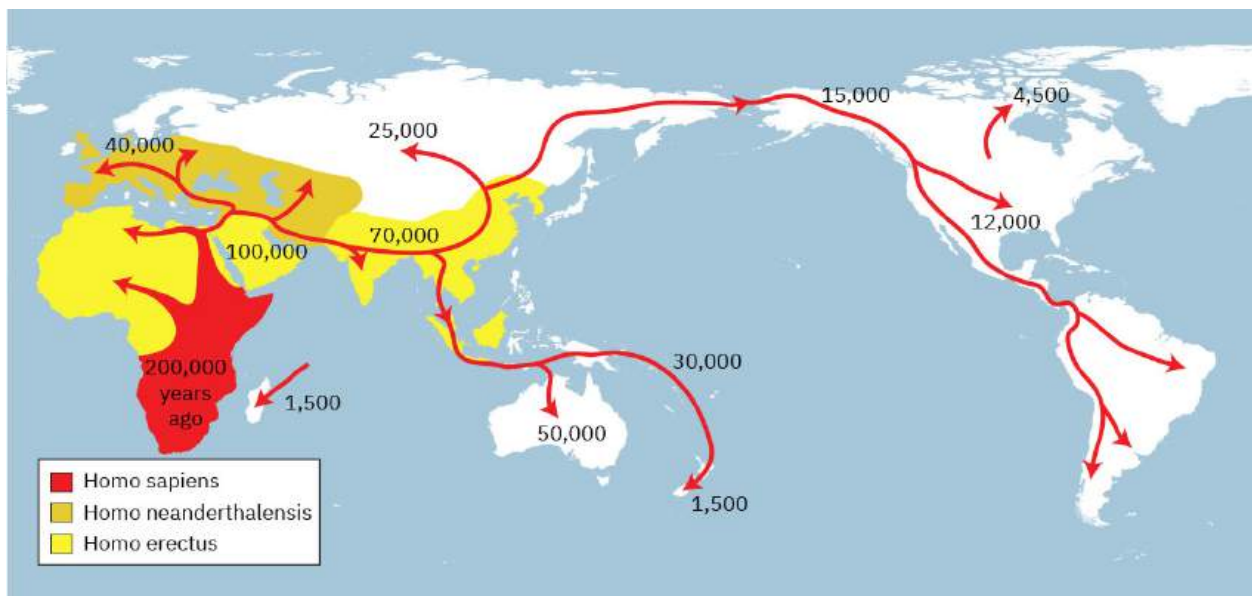 15,000
4,500
25,000
40,000
12,000
70,000
100,000
30,000
200,000
years
ago
1,500
50,000
1,500
Homo sapiens
Homo neanderthalensis
Homo erectus